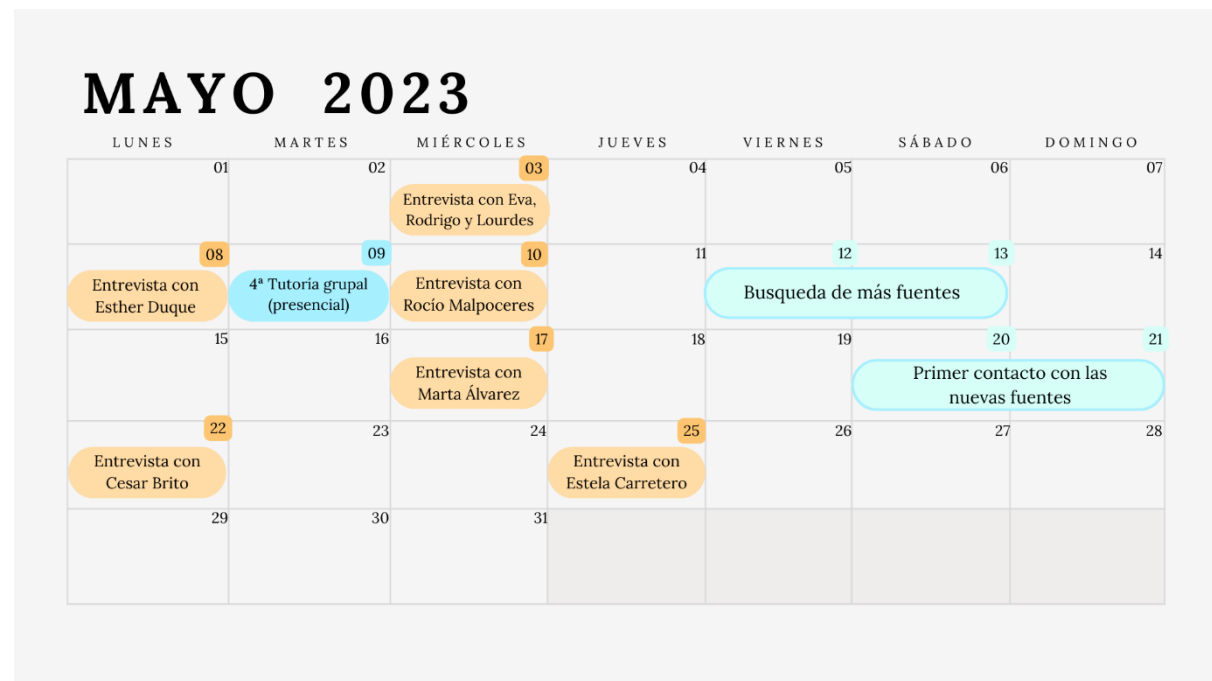 MAYO 2023
LUNES MARTES MIÉRCOLES JUEVES VIERNES SÁBADO DOMINGO
01 02 03 04 05 06 07
Entrevista con Eva,
Rodrigo y Lourdes
08 09 10 11 12 13 14
Entrevista con
Esther Duque
4ª Tutoría grupal
(presencial)
Entrevista con
Rocío Malpoceres
Busqueda de más fuentes
15 16 17 18 19 20 21
Entrevista con
Marta Álvarez
Primer contacto con las
nuevas fuentes
22 23 24 25 26 27 28
Entrevista con
Cesar Brito
Entrevista con
Estela Carretero
29 30 31